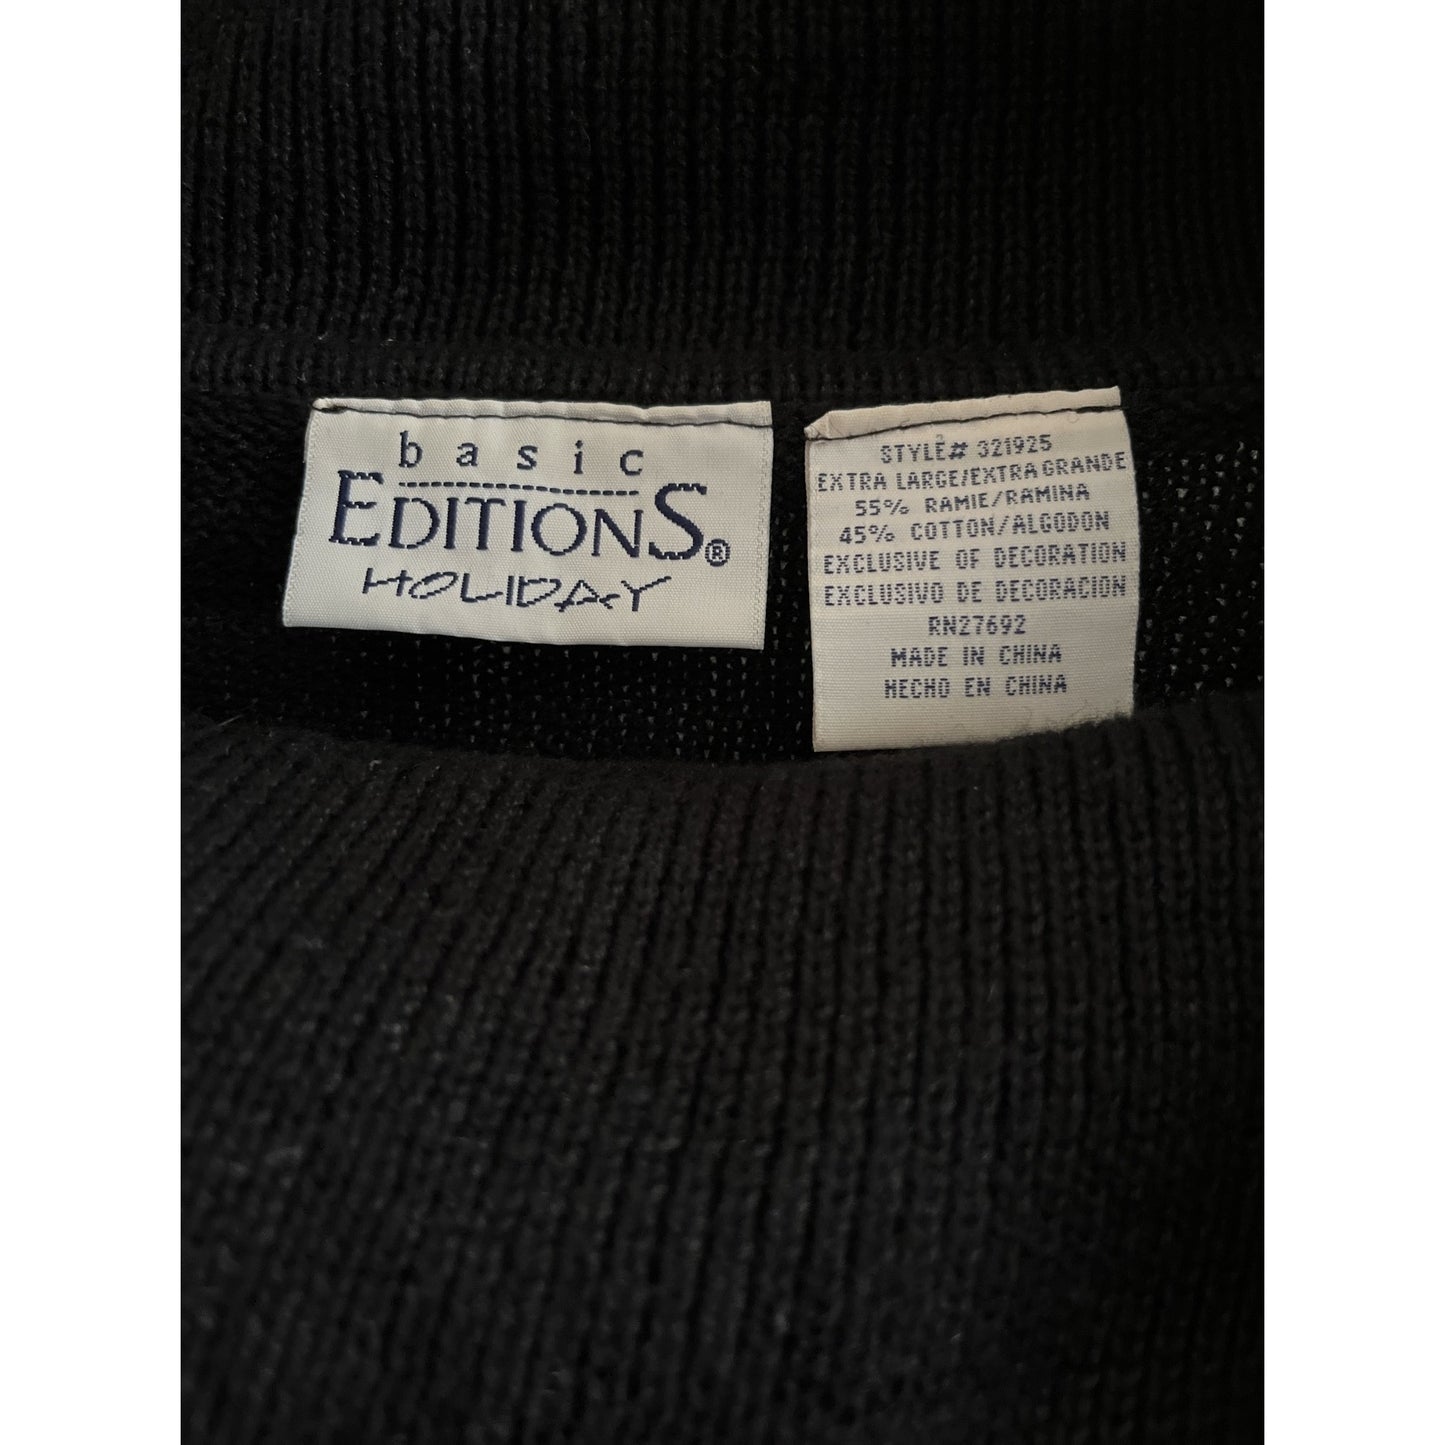 basic
EDITIONS®
HOLIDAY
STYLE# 321925
EXTRA LARGE/EXTRA GRANDE
55% RAMIE/RAMINA
45% COTTON/ALGODON
EXCLUSIVE OF DECORATION
EXCLUSIVO DE DECORACION
RN27692
MADE IN CHINA
HECHO EN CHINA